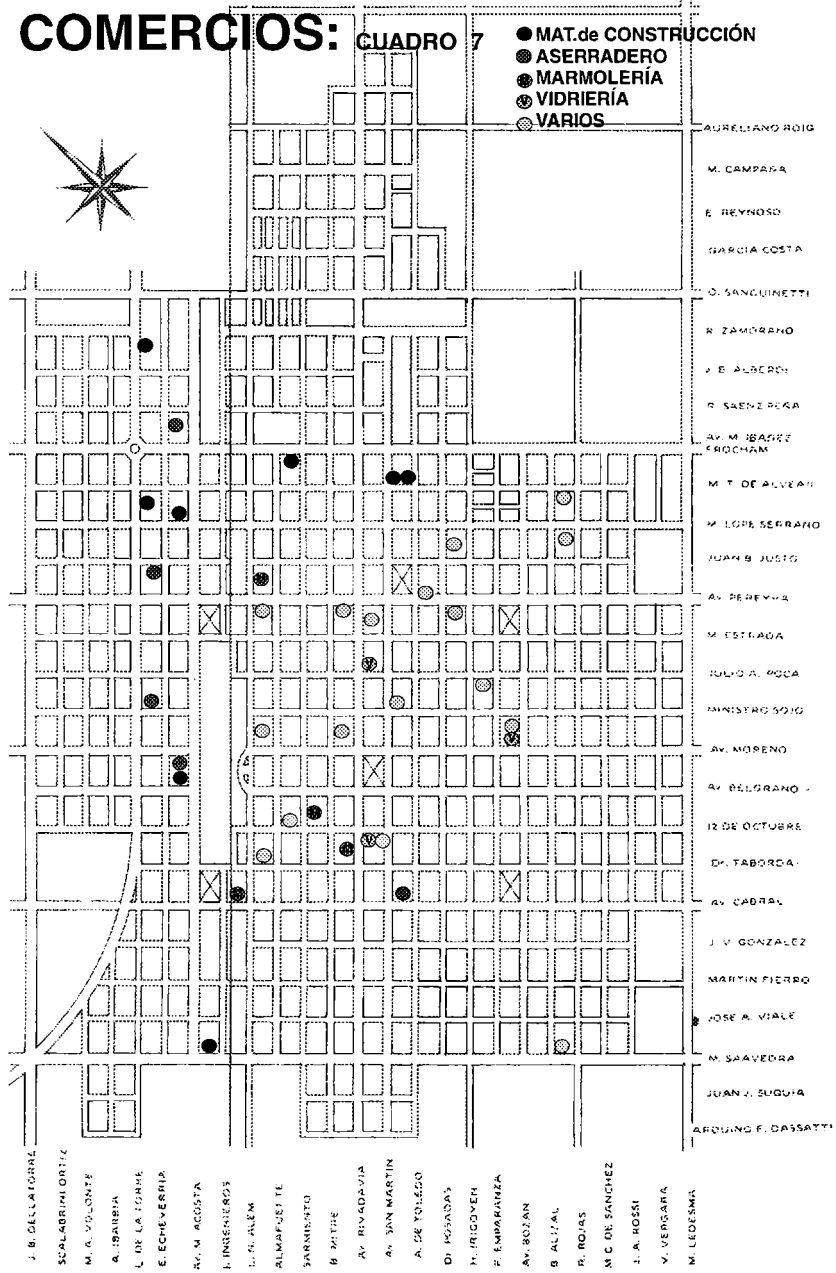 COMERCIOS: CUADRO 7
MAT.de CONSTRUCCIÓN
ASERRADERO
MARMOLERÍA
V VIDRIERÍA
VARIOS
AURELIANO ROIG
M. CAMPAÑA
E. REYNOSO
GARCIA COSTA
O. SANGUINETTI
R. ZAMORANO
J. B. ALBERDI
R. SAENZ PEÑA
AV. M. IBAÑEZ
FROCHAM
M. T. DE ALVEAR
M. LOPE SERRANO
JUAN B. JUSTO
AV. PEREYRA
M. ESTRADA
JULIO A. ROCA
MINISTRO SOJO
AV. MORENO
AV. BELGRANO
12 DE OCTUBRE
DR. TABORDA
AV. CABRAL
J. V. GONZALEZ
MARTIN FIERRO
JOSE A. VIALE
M. SAAVEDRA
JUAN J. SUQUIA
ARDUINO F. DASSATTI
V
V
V
J. B. DELLATORRE
SCALABRINI ORTIZ
M. A. VOLONTE
A. IBARBIA
L. DE LA TORRE
E. ECHEVERRIA
AV. M. ACOSTA
J. INGENIEROS
L. N. ALEM
ALMAFUERTE
SARMIENTO
B. MITRE
AV. RIVADAVIA
AV. SAN MARTIN
A. DE TOLEDO
DR. POSADAS
H. IRIGOYEN
F. EMPARANZA
AV. BOZAN
B. ALIZAL
R. ROJAS
M. C. DE SANCHEZ
J. A. ROSSI
V. VERGARA
M. LEDESMA